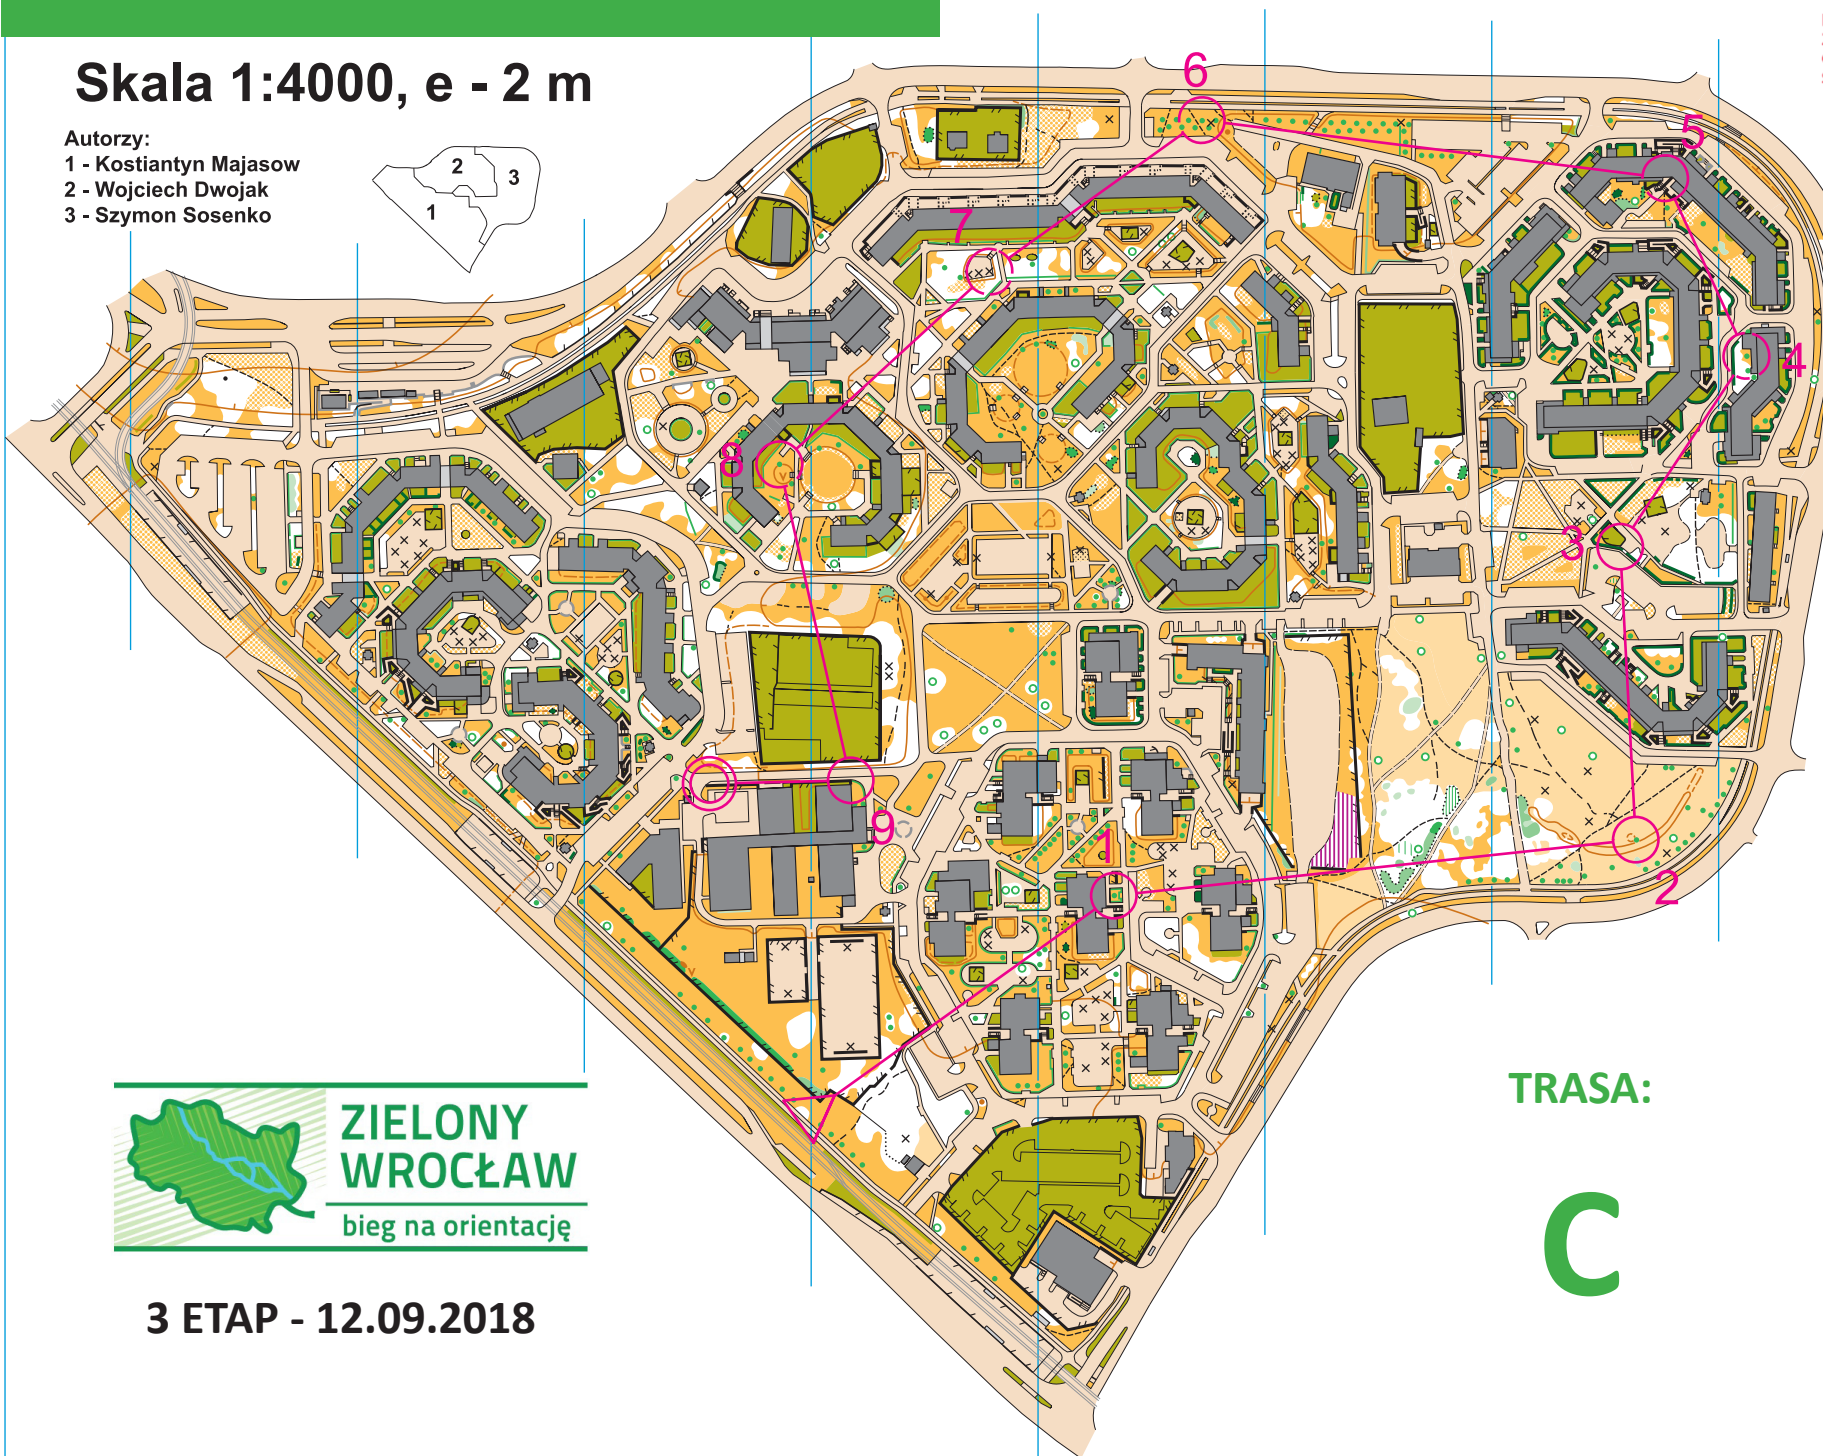 Skala 1:4000, e - 2 m
Autorzy:
1 - Kostiantyn Majasow
2 - Wojciech Dwojak
3 - Szymon Sosenko
2
3
1
6
5
7
4
8
3
9
1
2
TRASA:
C
ZIELONY
WROCŁAW
bieg na orientację
3 ETAP - 12.09.2018